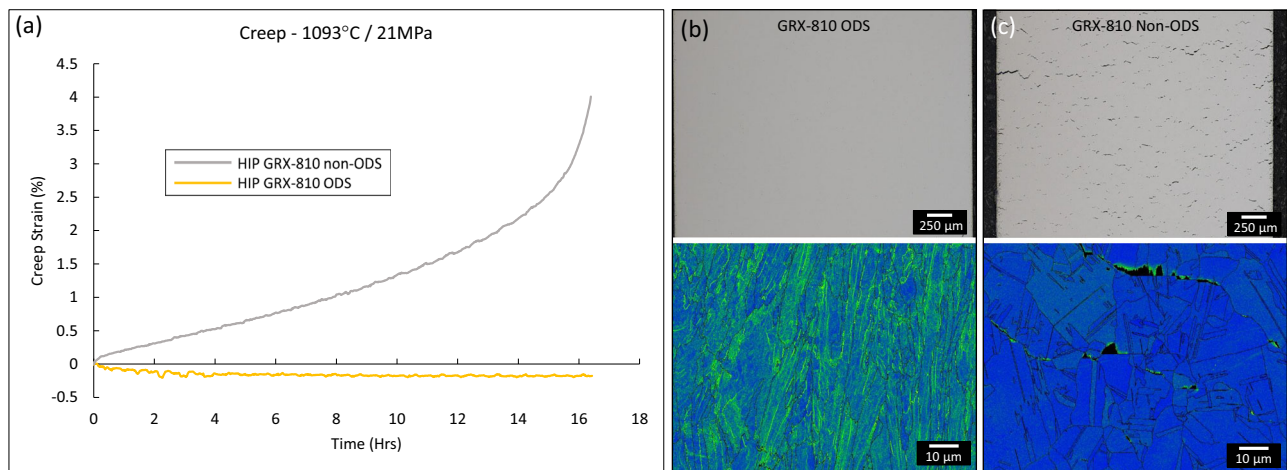 (a)
Creep - 1093°C / 21MPa
4.5
4
3.5
3
2.5
2
1.5
1
0.5
0
-0.5
Creep Strain (%)
HIP GRX-810 non-ODS
HIP GRX-810 ODS
0 2 4 6 8 10 12 14 16 18
Time (Hrs)
(b) GRX-810 ODS
250 µm
10 µm
(c) GRX-810 Non-ODS
250 µm
10 µm